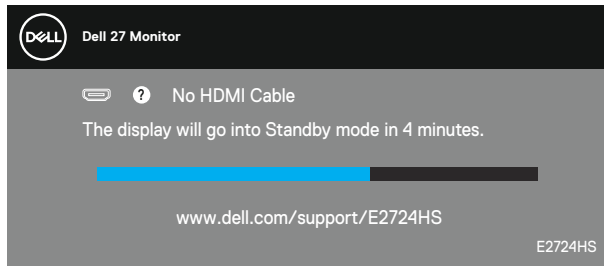 DELL
Dell 27 Monitor
? No HDMI Cable
The display will go into Standby mode in 4 minutes.
www.dell.com/support/E2724HS
E2724HS